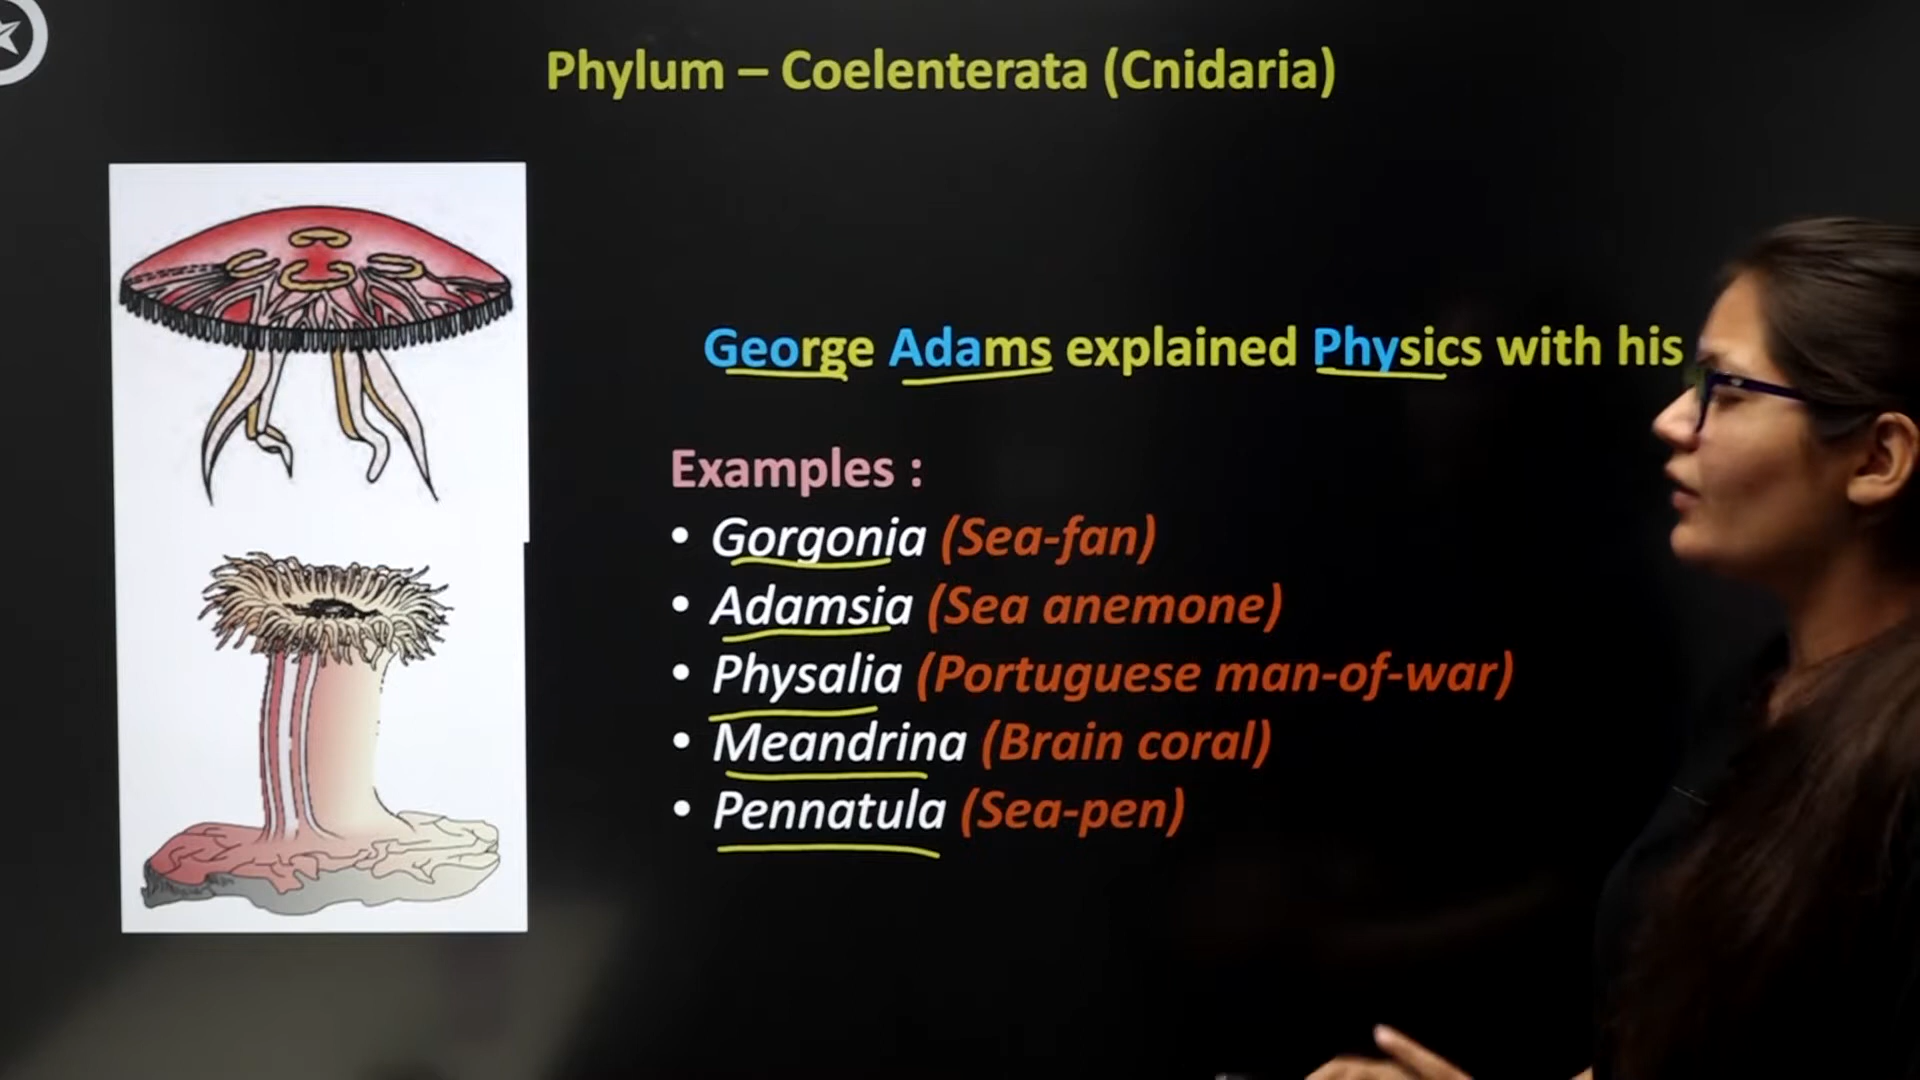 Phylum – Coelenterata (Cnidaria)
George Adams explained Physics with his
Examples :
• Gorgonia (Sea-fan)
• Adamsia (Sea anemone)
• Physalia (Portuguese man-of-war)
• Meandrina (Brain coral)
• Pennatula (Sea-pen)